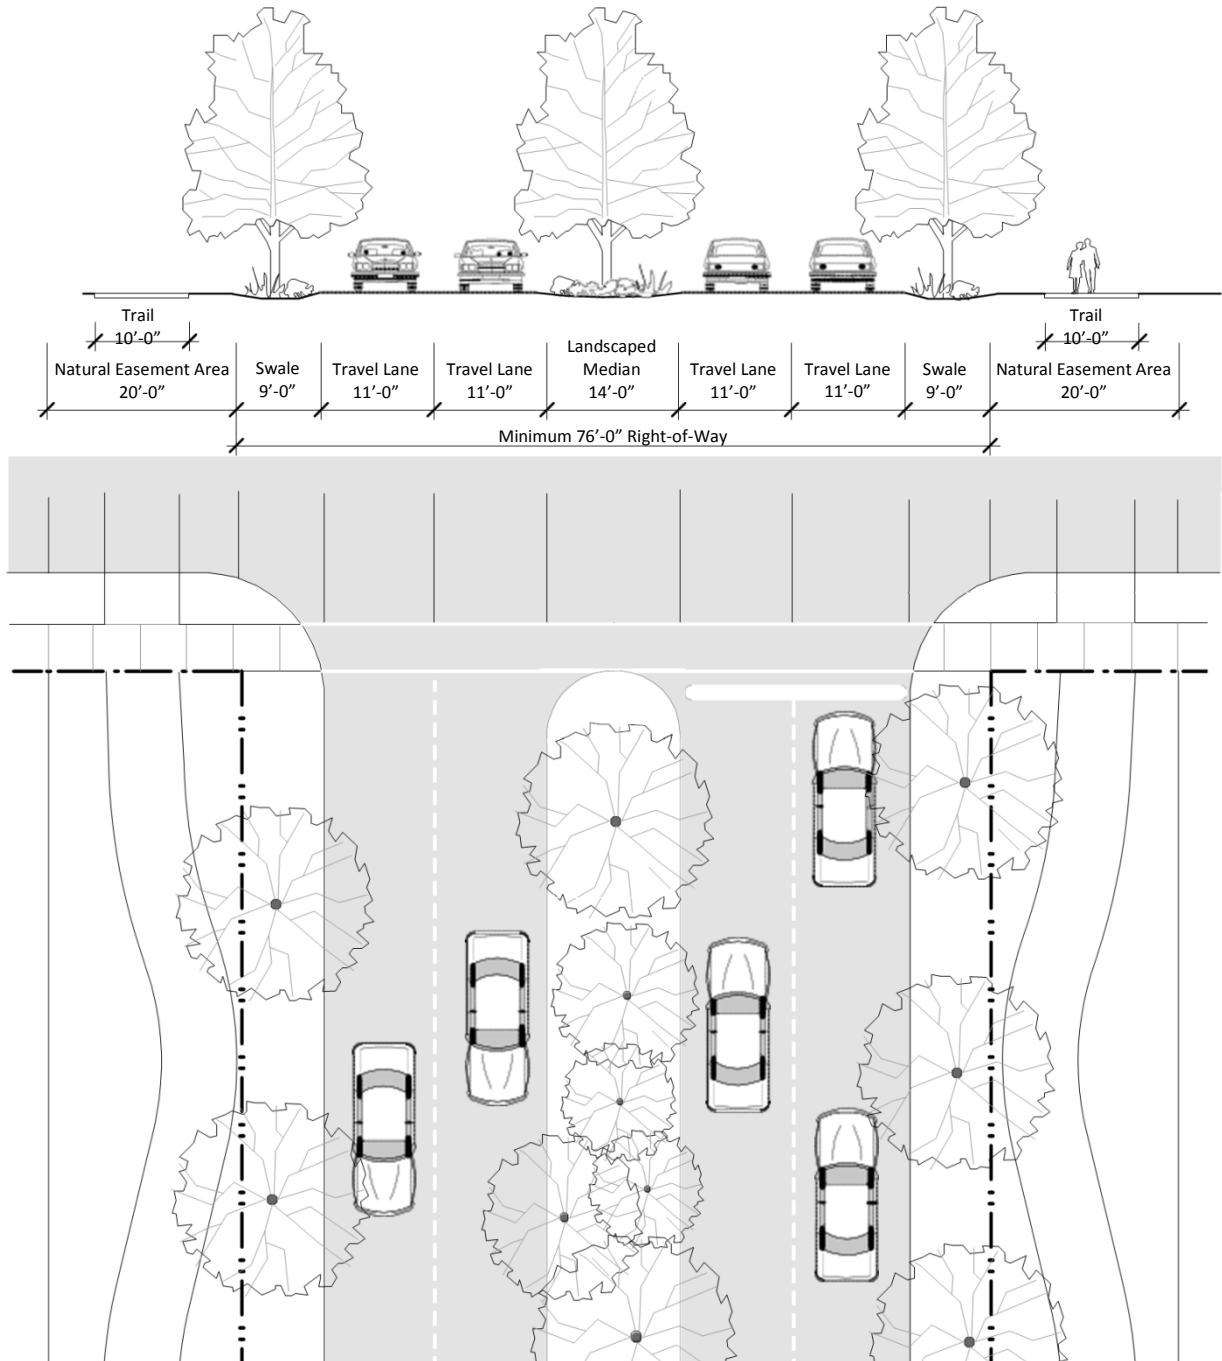 Trail
10’-0”
Trail
10’-0”
Natural Easement Area
20’-0”
Swale
9’-0”
Travel Lane
11’-0”
Travel Lane
11’-0”
Landscaped
Median
14’-0”
Travel Lane
11’-0”
Travel Lane
11’-0”
Swale
9’-0”
Natural Easement Area
20’-0”
Minimum 76’-0” Right-of-Way